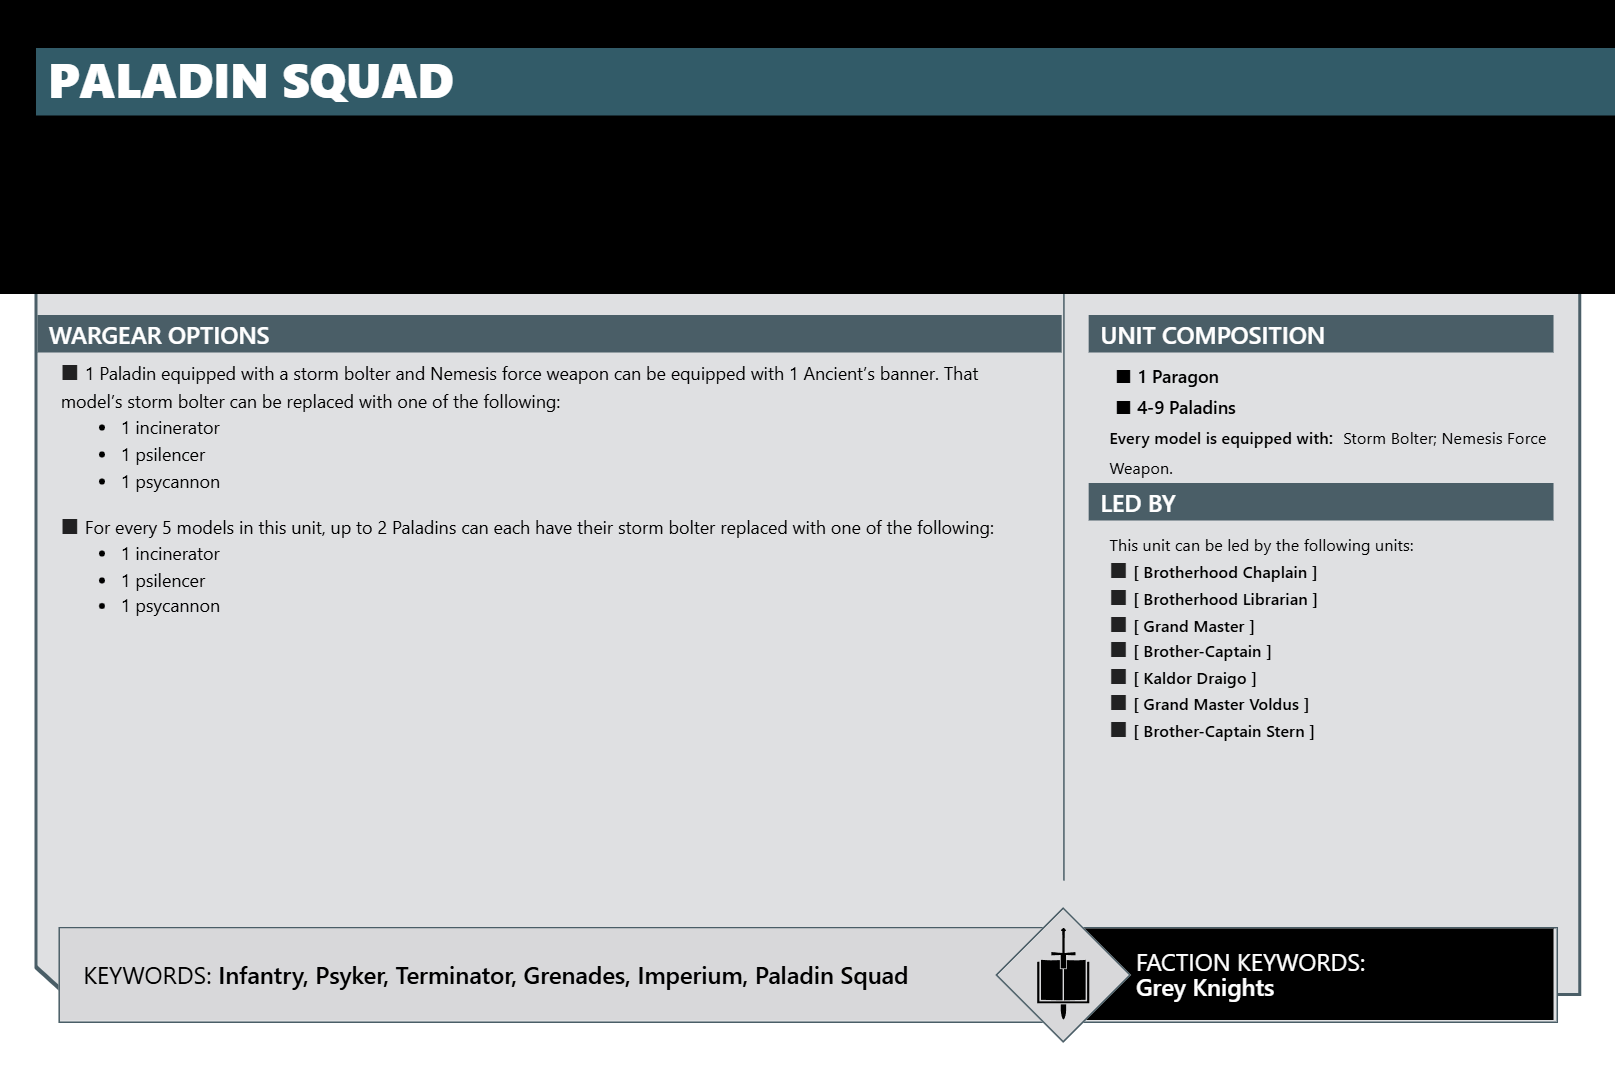 PALADIN SQUAD
WARGEAR OPTIONS
■ 1 Paladin equipped with a storm bolter and Nemesis force weapon can be equipped with 1 Ancient’s banner. That
model’s storm bolter can be replaced with one of the following:
• 1 incinerator
• 1 psilencer
• 1 psycannon
■ For every 5 models in this unit, up to 2 Paladins can each have their storm bolter replaced with one of the following:
• 1 incinerator
• 1 psilencer
• 1 psycannon
UNIT COMPOSITION
■ 1 Paragon
■ 4-9 Paladins
Every model is equipped with: Storm Bolter; Nemesis Force
Weapon.
LED BY
This unit can be led by the following units:
■ [ Brotherhood Chaplain ]
■ [ Brotherhood Librarian ]
■ [ Grand Master ]
■ [ Brother-Captain ]
■ [ Kaldor Draigo ]
■ [ Grand Master Voldus ]
■ [ Brother-Captain Stern ]
KEYWORDS: Infantry, Psyker, Terminator, Grenades, Imperium, Paladin Squad
FACTION KEYWORDS:
Grey Knights